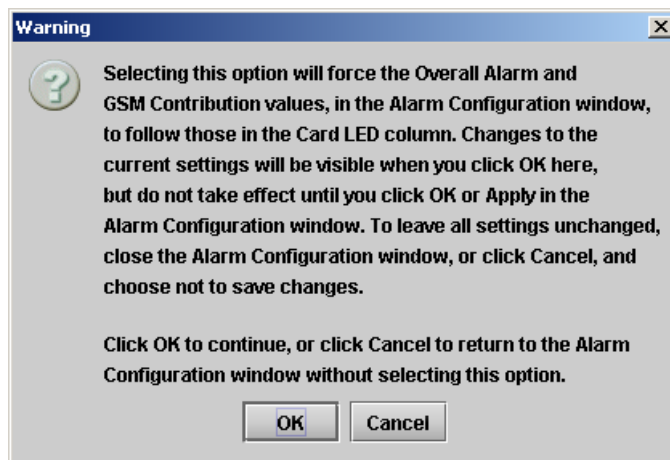 Warning
Selecting this option will force the Overall Alarm and
GSM Contribution values, in the Alarm Configuration window,
to follow those in the Card LED column. Changes to the
current settings will be visible when you click OK here,
but do not take effect until you click OK or Apply in the
Alarm Configuration window. To leave all settings unchanged,
close the Alarm Configuration window, or click Cancel, and
choose not to save changes.
Click OK to continue, or click Cancel to return to the Alarm
Configuration window without selecting this option.
OK Cancel